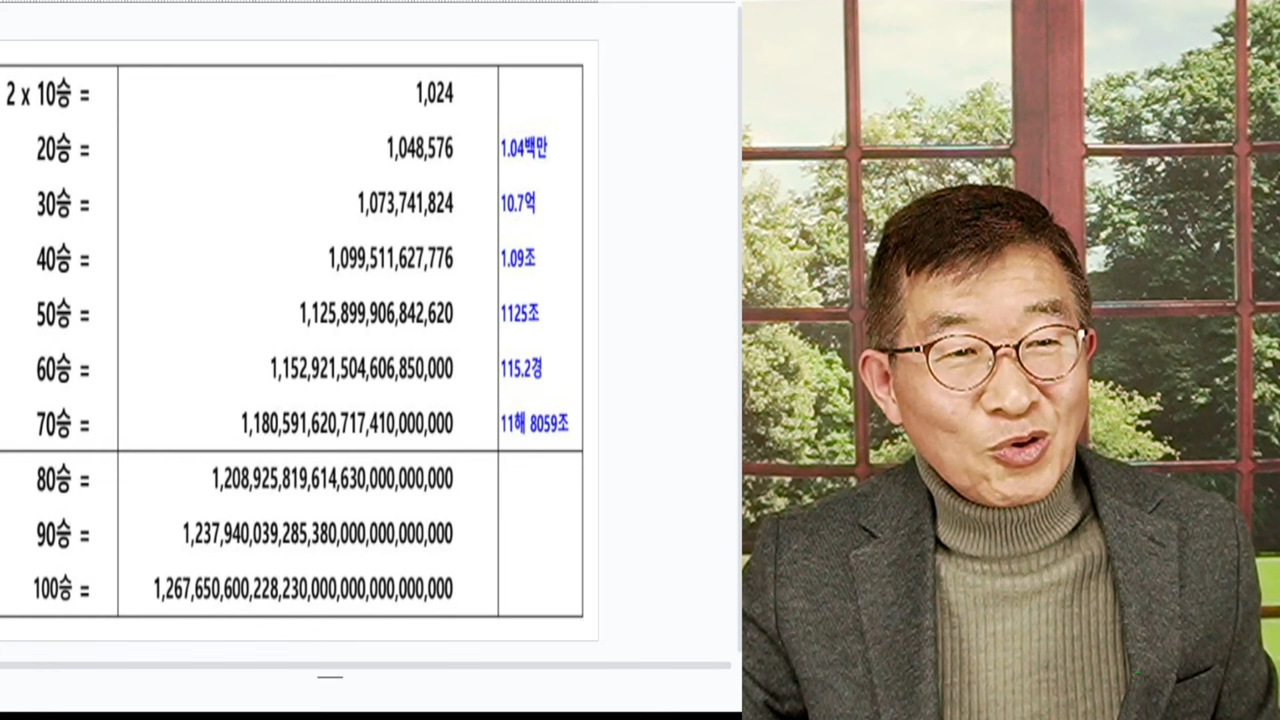 2 x 10승 = 1,024
20승 = 1,048,576 1.04백만
30승 = 1,073,741,824 10.7억
40승 = 1,099,511,627,776 1.09조
50승 = 1,125,899,906,842,620 1125조
60승 = 1,152,921,504,606,850,000 115.2경
70승 = 1,180,591,620,717,410,000,000 11해 8059조
80승 = 1,208,925,819,614,630,000,000,000
90승 = 1,237,940,039,285,380,000,000,000,000
100승 = 1,267,650,600,228,230,000,000,000,000,000